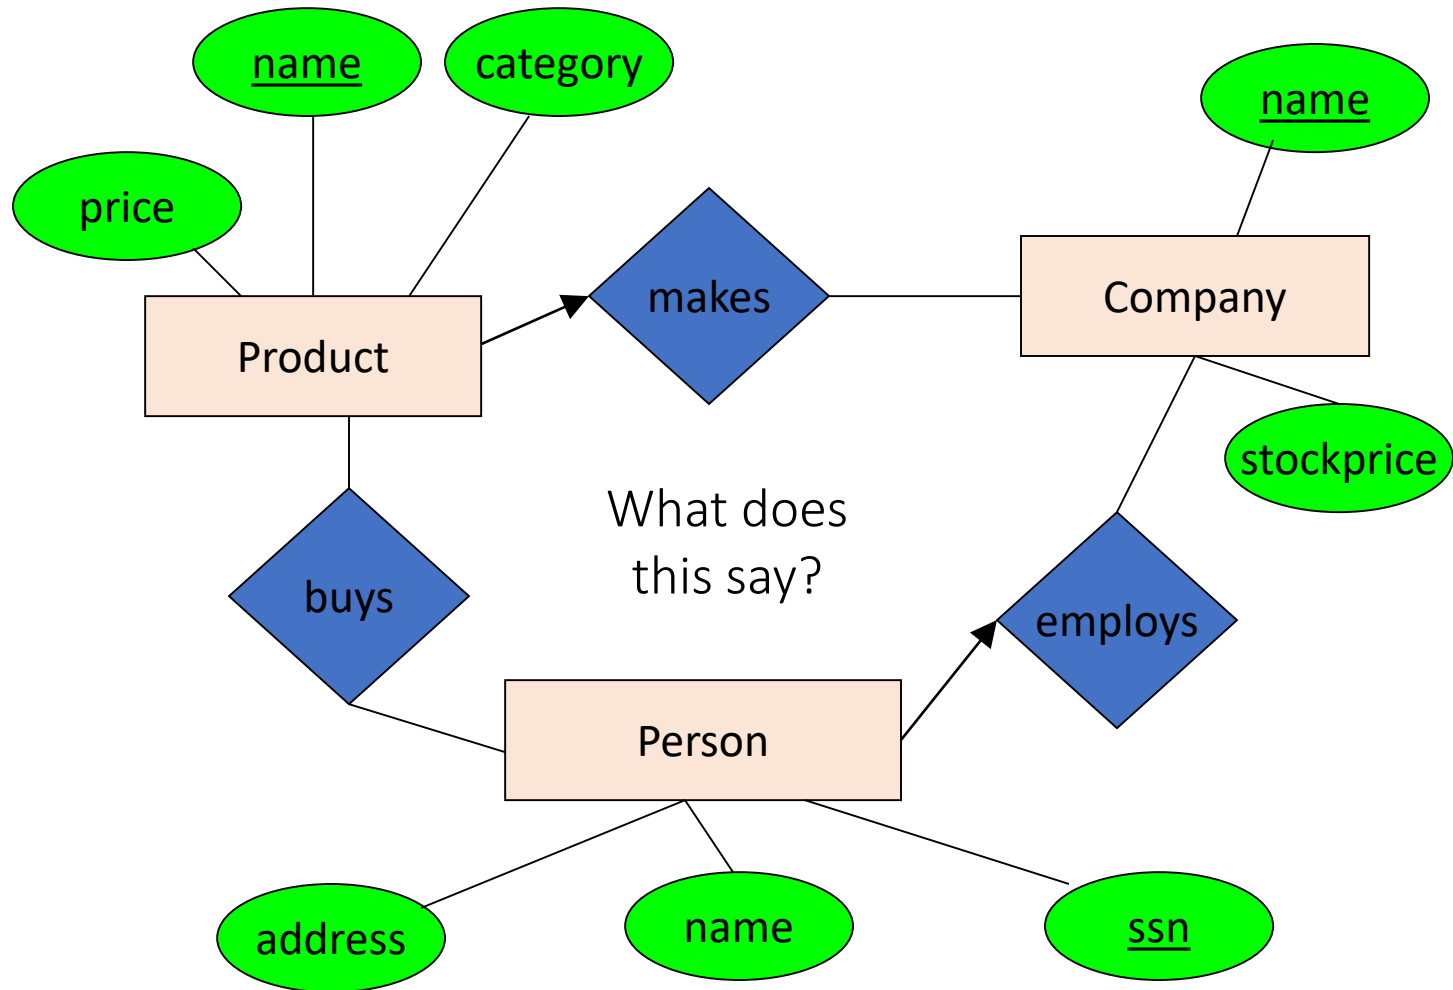 name
category
name
price
makes
Company
Product
stockprice
What does
this say?
buys
employs
Person
address
name
ssn